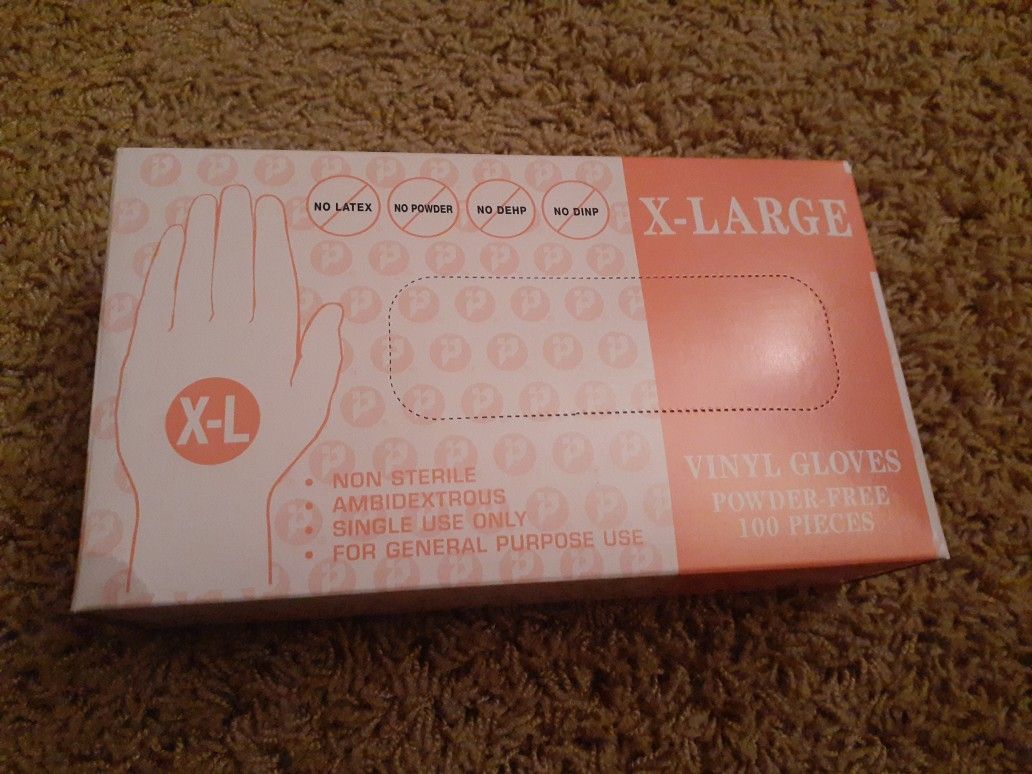 NO LATEX
NO POWDER
NO DEHP
NO DINP
X-LARGE
X-L
• NON STERILE
• AMBIDEXTROUS
• SINGLE USE ONLY
• FOR GENERAL PURPOSE USE
VINYL GLOVES
POWDER-FREE
100 PIECES